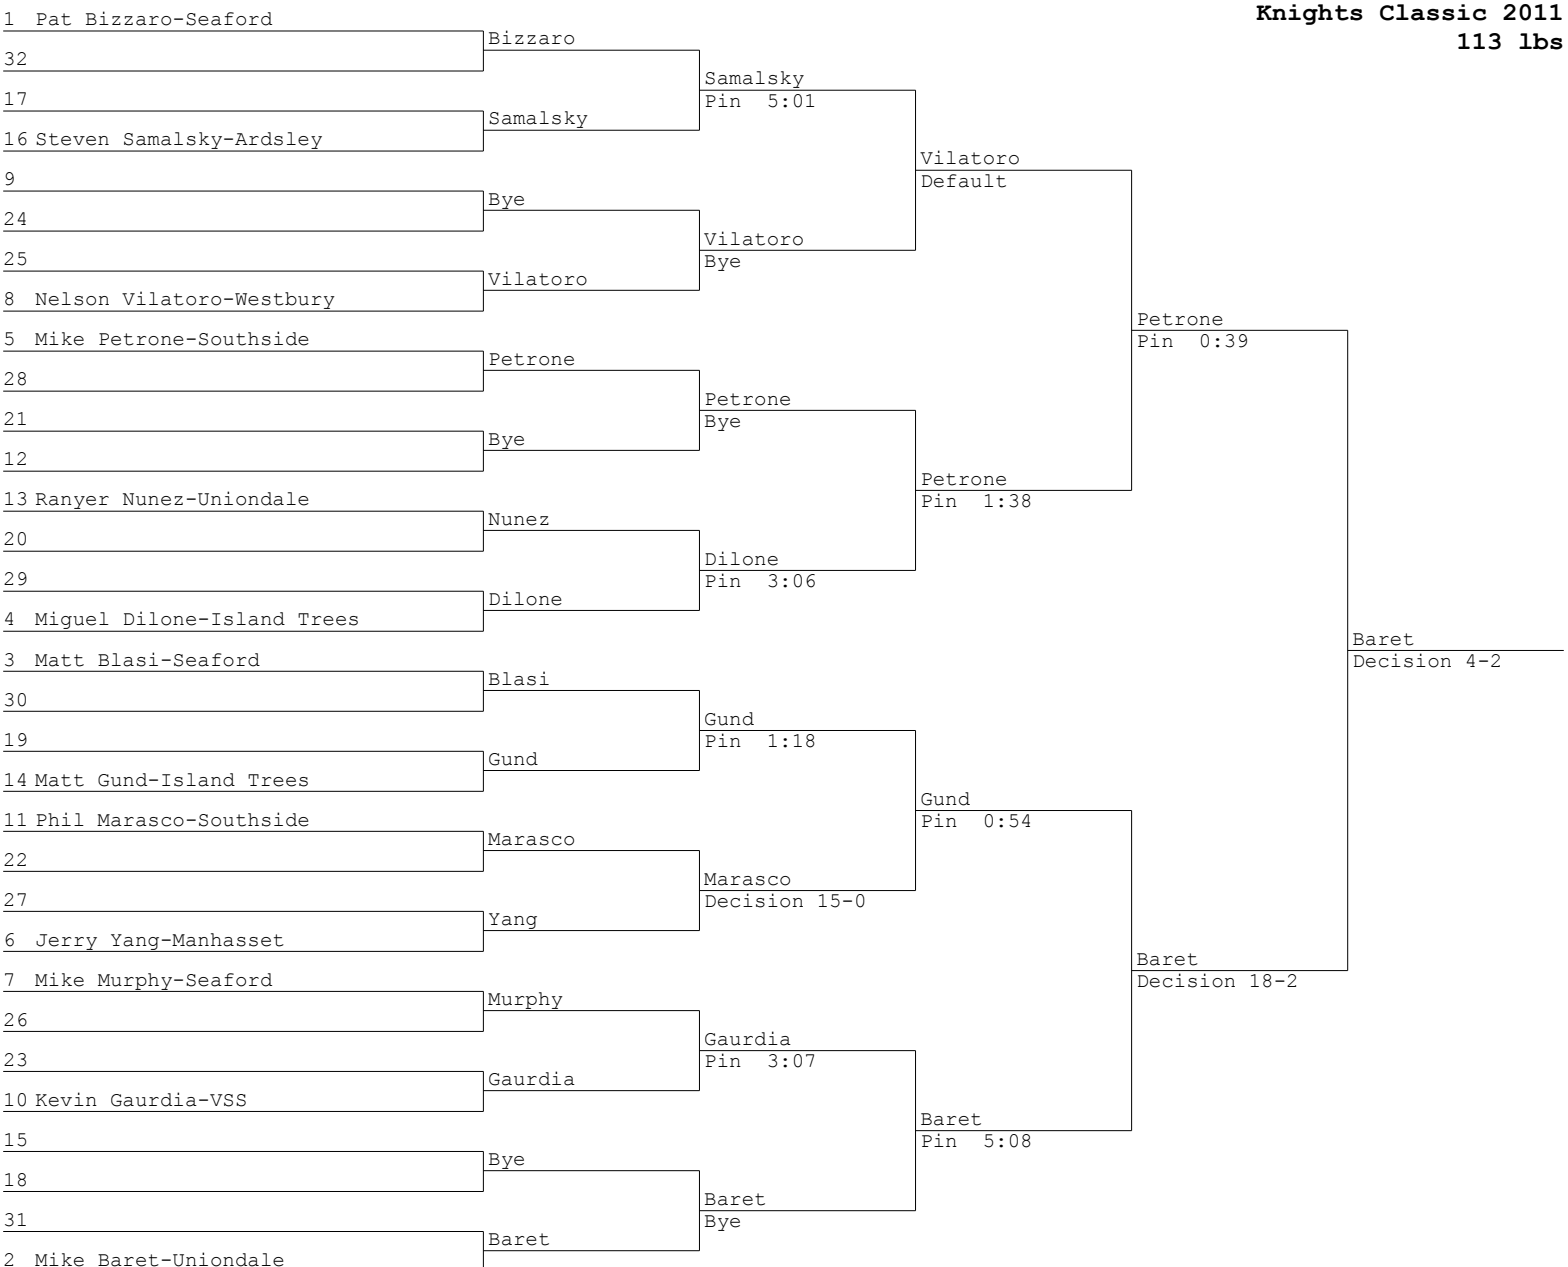 Knights Classic 2011
113 lbs
1 Pat Bizzaro-Seaford
32
17
16 Steven Samalsky-Ardsley
9
24
25
8 Nelson Vilatoro-Westbury
5 Mike Petrone-Southside
28
21
12
13 Ranyer Nunez-Uniondale
20
29
4 Miguel Dilone-Island Trees
3 Matt Blasi-Seaford
30
19
14 Matt Gund-Island Trees
11 Phil Marasco-Southside
22
27
6 Jerry Yang-Manhasset
7 Mike Murphy-Seaford
26
23
10 Kevin Gaurdia-VSS
15
18
31
2 Mike Baret-Uniondale
Bizzaro
Samalsky
Bye
Vilatoro
Petrone
Bye
Nunez
Dilone
Blasi
Gund
Marasco
Yang
Murphy
Gaurdia
Bye
Baret
Samalsky
Pin 5:01
Vilatoro
Bye
Petrone
Bye
Dilone
Pin 3:06
Gund
Pin 1:18
Marasco
Decision 15-0
Gaurdia
Pin 3:07
Baret
Bye
Vilatoro
Default
Petrone
Pin 1:38
Gund
Pin 0:54
Baret
Pin 5:08
Petrone
Pin 0:39
Baret
Decision 18-2
Baret
Decision 4-2